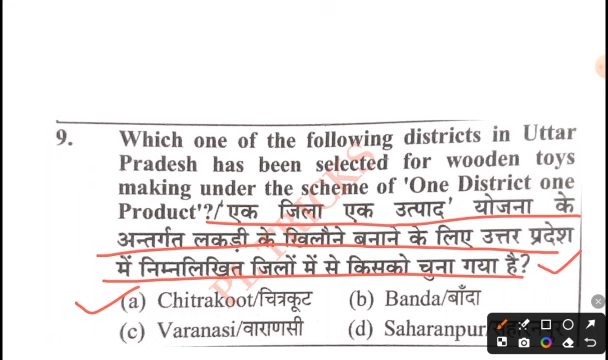 9. Which one of the following districts in Uttar
Pradesh has been selected for wooden toys
making under the scheme of 'One District one
Product'?/'एक जिला एक उत्पाद' योजना के
अन्तर्गत लकड़ी के खिलौने बनाने के लिए उत्तर प्रदेश
में निम्नलिखित जिलों में से किसको चुना गया है?
(a) Chitrakoot/चित्रकूट (b) Banda/बाँदा
(c) Varanasi/वाराणसी (d) Saharanpur/